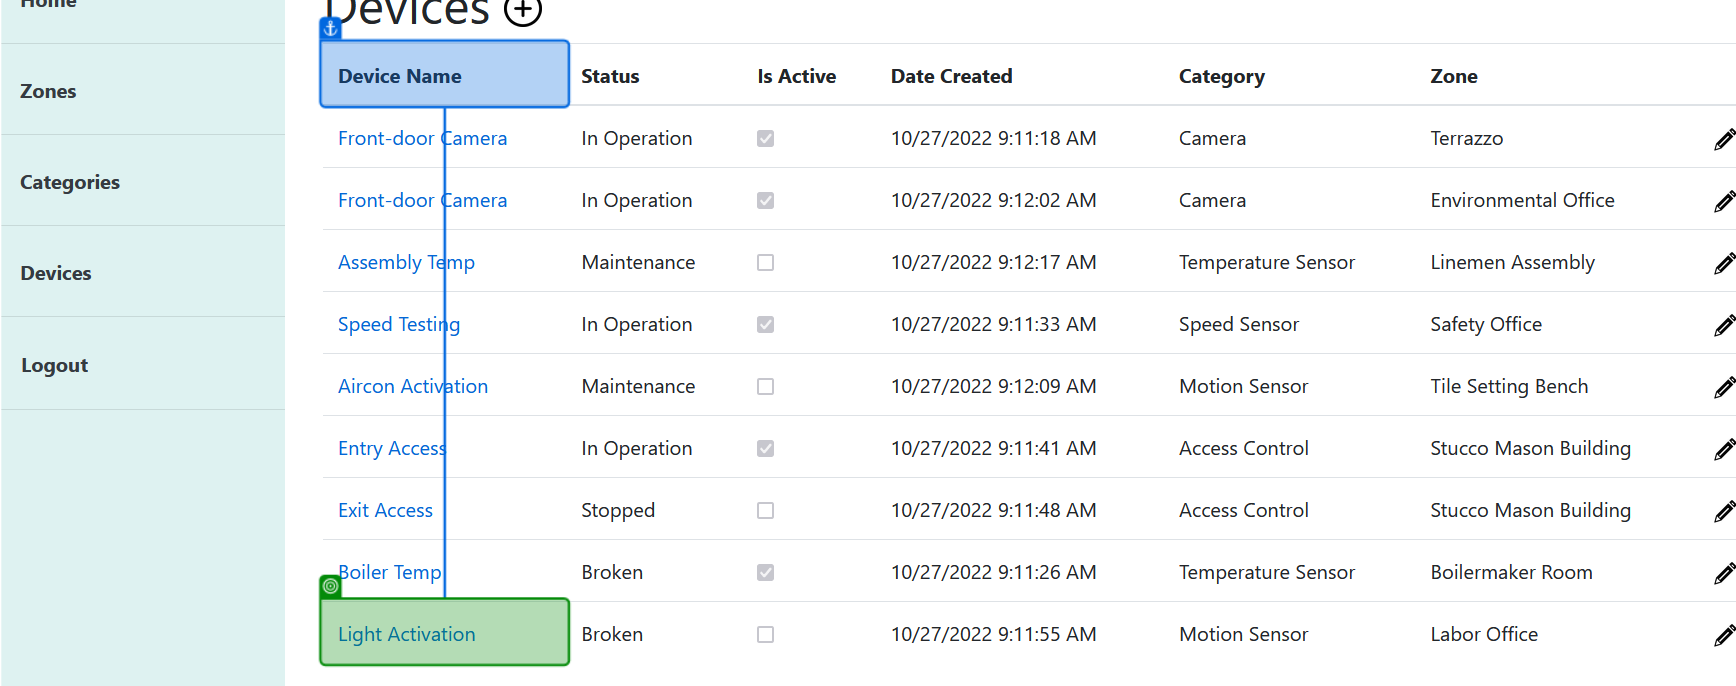 Home
Devices
Device Name Status Is Active Date Created Category Zone
Zones
Front-door Camera In Operation 10/27/2022 9:11:18 AM Camera Terrazzo
Categories
Front-door Camera In Operation 10/27/2022 9:12:02 AM Camera Environmental Office
Assembly Temp Maintenance 10/27/2022 9:12:17 AM Temperature Sensor Linemen Assembly
Devices
Speed Testing In Operation 10/27/2022 9:11:33 AM Speed Sensor Safety Office
Logout
Aircon Activation Maintenance 10/27/2022 9:12:09 AM Motion Sensor Tile Setting Bench
Entry Access In Operation 10/27/2022 9:11:41 AM Access Control Stucco Mason Building
Exit Access Stopped 10/27/2022 9:11:48 AM Access Control Stucco Mason Building
Boiler Temp Broken 10/27/2022 9:11:26 AM Temperature Sensor Boilermaker Room
Light Activation Broken 10/27/2022 9:11:55 AM Motion Sensor Labor Office